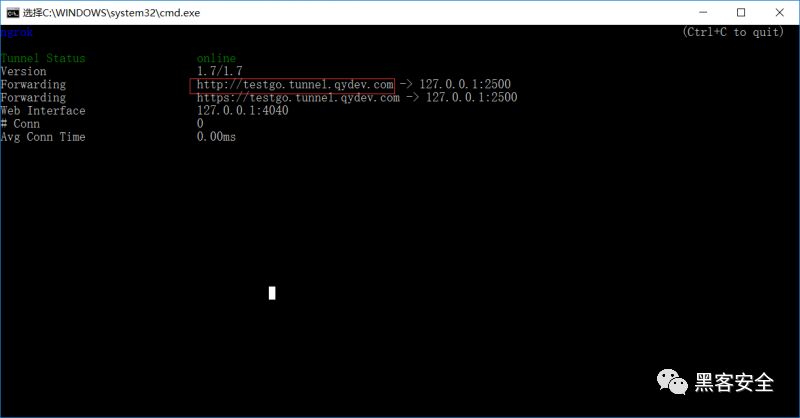 选择C:\WINDOWS\system32\cmd.exe
ngrok (Ctrl+C to quit)
Tunnel Status online
Version 1.7/1.7
Forwarding http://testgo.tunnel.qydev.com -> 127.0.0.1:2500
Forwarding https://testgo.tunnel.qydev.com -> 127.0.0.1:2500
Web Interface 127.0.0.1:4040
# Conn 0
Avg Conn Time 0.00ms
黑客安全